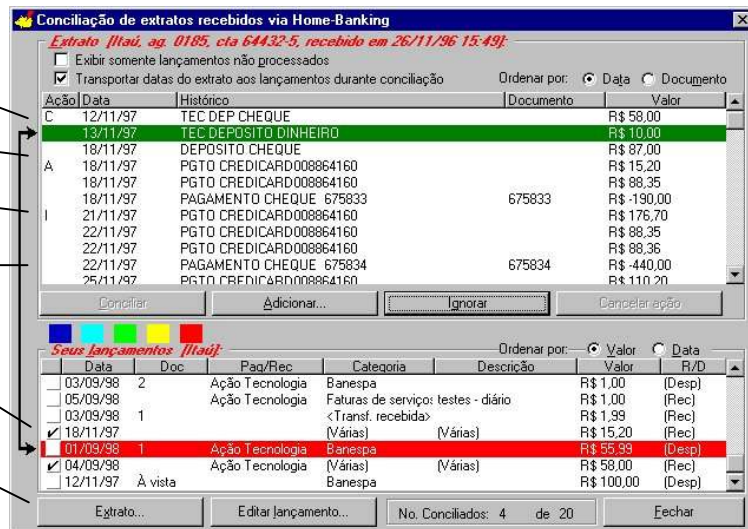 Conciliação de extratos recebidos via Home-Banking
Extrato [Itaú, ag. 0185, cta 64432-5, recebido em 26/11/96 15:49]:
Exibir somente lançamentos não processados
Transportar datas do extrato aos lançamentos durante conciliação Ordenar por: Data Documento
Ação Data Histórico Documento Valor
C 12/11/97 TEC DEP CHEQUE R$ 58,00
13/11/97 TEC DEPOSITO DINHEIRO R$ 10,00
18/11/97 DEPOSITO CHEQUE R$ 87,00
A 18/11/97 PGTO CREDICARD008864160 R$ 15,20
18/11/97 PGTO CREDICARD008864160 R$ 88,35
18/11/97 PAGAMENTO CHEQUE 675833 675833 R$ -190,00
I 21/11/97 PGTO CREDICARD008864160 R$ 176,70
22/11/97 PGTO CREDICARD008864160 R$ 88,35
22/11/97 PGTO CREDICARD008864160 R$ 88,36
22/11/97 PAGAMENTO CHEQUE 675834 675834 R$ -440,00
25/11/97 PGTO CREDICARD008864160 R$ 110,20
Conciliar Adicionar... Ignorar Cancelar ação
Seus lançamentos [Itaú]: Ordenar por: Valor Data
Data Doc Pag/Rec Categoria Descrição Valor R/D
03/09/98 2 Ação Tecnologia Banespa R$ 1,00 (Desp)
05/09/98 Ação Tecnologia Faturas de serviço: testes - diário R$ 1,00 (Rec)
03/09/98 1 <Transf. recebida> R$ 1,99 (Rec)
18/11/97 (Várias) (Várias) R$ 15,20 (Rec)
01/09/98 1 Ação Tecnologia Banespa R$ 55,99 (Desp)
04/09/98 Ação Tecnologia (Várias) (Várias) R$ 58,00 (Rec)
12/11/97 À vista Banespa R$ 100,00 (Desp)
Extrato... Editar lançamento... No. Conciliados: 4 de 20 Fechar